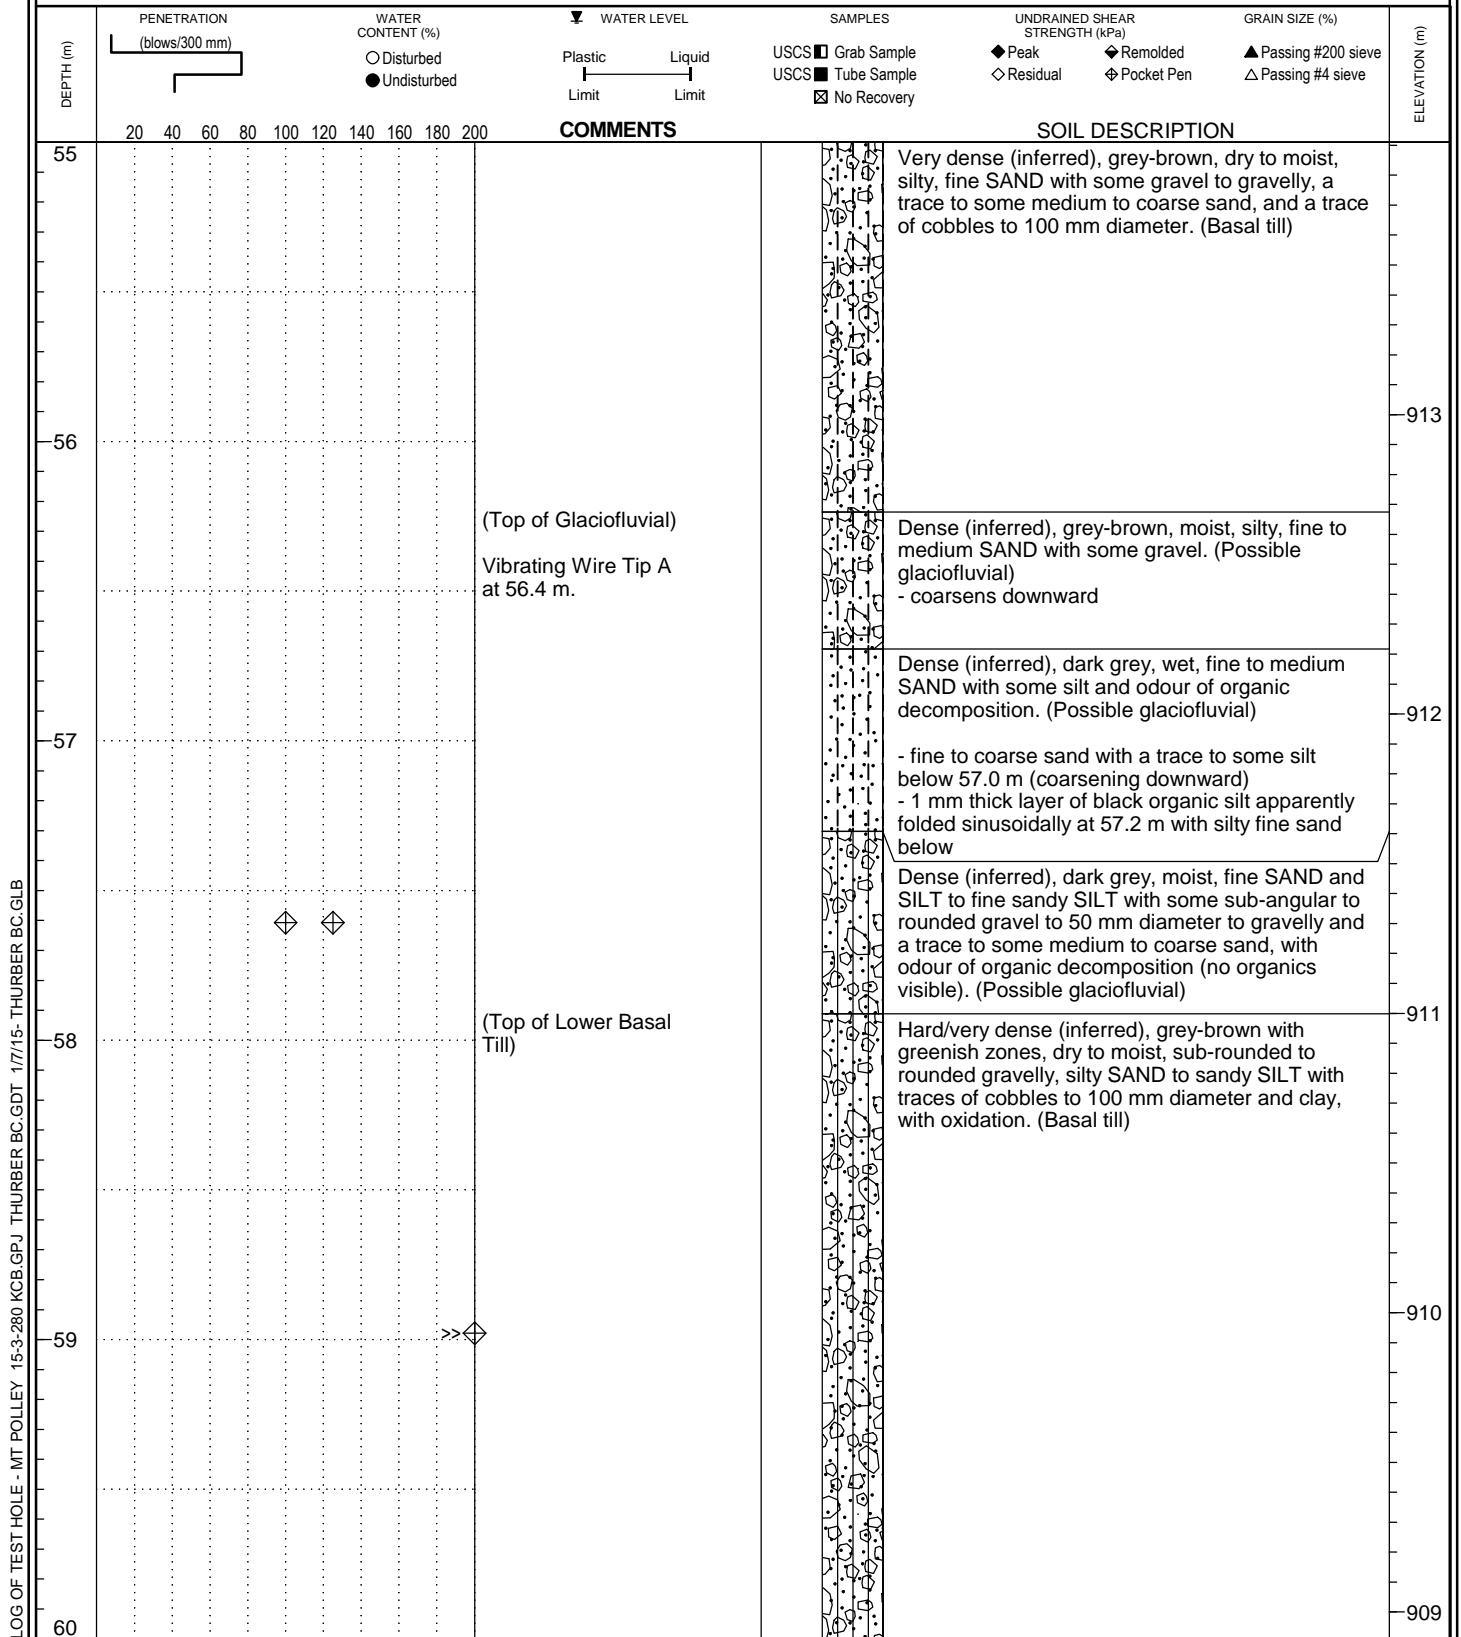 PENETRATION
(blows/300 mm)
WATER
CONTENT (%)
Disturbed
Undisturbed
WATER LEVEL
Plastic Liquid
Limit Limit
SAMPLES
USCS Grab Sample
USCS Tube Sample
No Recovery
UNDRAINED SHEAR
STRENGTH (kPa)
Peak Remolded
Residual Pocket Pen
GRAIN SIZE (%)
Passing #200 sieve
Passing #4 sieve
DEPTH (m)
ELEVATION (m)
20 40 60 80 100 120 140 160 180 200
COMMENTS
SOIL DESCRIPTION
55
Very dense (inferred), grey-brown, dry to moist,
silty, fine SAND with some gravel to gravelly, a
trace to some medium to coarse sand, and a trace
of cobbles to 100 mm diameter. (Basal till)
913
56
(Top of Glaciofluvial)
Vibrating Wire Tip A
at 56.4 m.
Dense (inferred), grey-brown, moist, silty, fine to
medium SAND with some gravel. (Possible
glaciofluvial)
- coarsens downward
Dense (inferred), dark grey, wet, fine to medium
SAND with some silt and odour of organic
decomposition. (Possible glaciofluvial)
912
57
- fine to coarse sand with a trace to some silt
below 57.0 m (coarsening downward)
- 1 mm thick layer of black organic silt apparently
folded sinusoidally at 57.2 m with silty fine sand
below
Dense (inferred), dark grey, moist, fine SAND and
SILT to fine sandy SILT with some sub-angular to
rounded gravel to 50 mm diameter to gravelly and
a trace to some medium to coarse sand, with
odour of organic decomposition (no organics
visible). (Possible glaciofluvial)
911
(Top of Lower Basal
Till)
58
Hard/very dense (inferred), grey-brown with
greenish zones, dry to moist, sub-rounded to
rounded gravelly, silty SAND to sandy SILT with
traces of cobbles to 100 mm diameter and clay,
with oxidation. (Basal till)
910
>>
59
909
60
LOG OF TEST HOLE - MT POLLEY 15-3-280 KCB.GPJ THURBER BC.GDT 1/7/15- THURBER BC.GLB